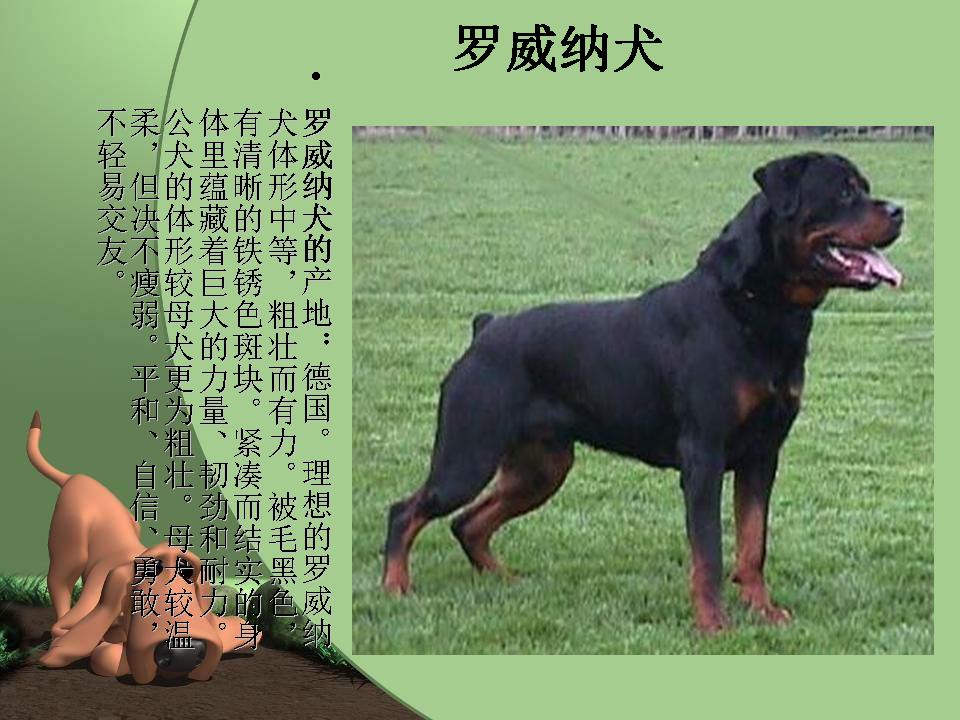 罗威纳犬
•
罗威纳犬的产地；德国。理想的罗威纳
犬体形中等，粗壮而有力。被毛黑色，
有清晰的铁锈色斑块。紧凑而结实的身
体里蕴藏着巨大的力量、韧劲和耐力。
公犬的体形较母犬更为粗壮。母犬较温
柔，但决不瘦弱。平和、自信、勇敢，
不轻易交友。